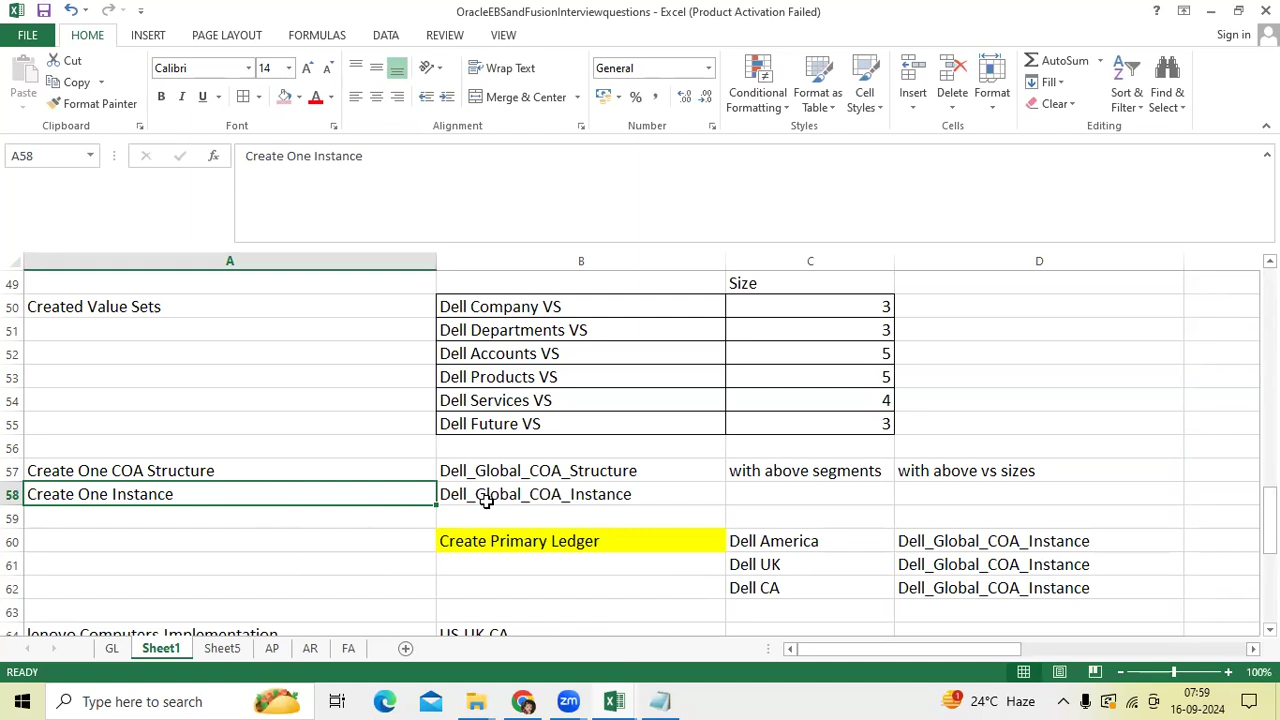 OracleEBSandFusionInterviewquestions - Excel (Product Activation Failed)
FILE HOME INSERT PAGE LAYOUT FORMULAS DATA REVIEW VIEW Sign in
Paste
Cut
Copy
Format Painter
Calibri 14
B I U
Wrap Text
Merge & Center
General
Conditional Formatting
Format as Table
Cell Styles
Insert
Delete
Format
AutoSum
Fill
Clear
Sort & Filter
Find & Select
Clipboard Font Alignment Number Styles Cells Editing
A58 fx Create One Instance
A B C D
49 Size
50 Created Value Sets Dell Company VS 3
51 Dell Departments VS 3
52 Dell Accounts VS 5
53 Dell Products VS 5
54 Dell Services VS 4
55 Dell Future VS 3
56
57 Create One COA Structure Dell_Global_COA_Structure with above segments with above vs sizes
58 Create One Instance Dell_Global_COA_Instance
59
60 Create Primary Ledger Dell America Dell_Global_COA_Instance
61 Dell UK Dell_Global_COA_Instance
62 Dell CA Dell_Global_COA_Instance
63
64 lenovo Computers Implementation US UK CA
GL Sheet1 Sheet5 AP AR FA
READY 100%
Type here to search
zm
24°C Haze
07:59
16-09-2024